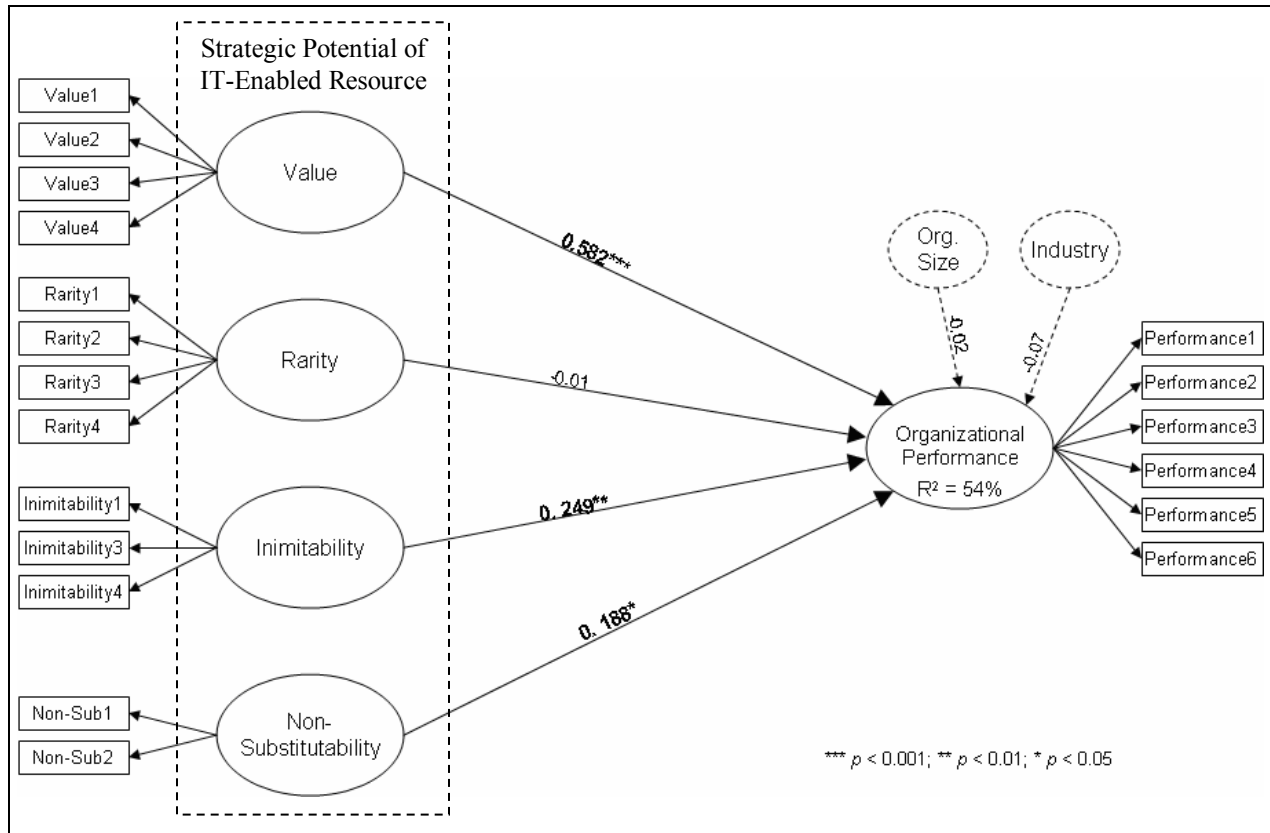 Strategic Potential of
IT-Enabled Resource
Value1
Value2
Value3
Value4
Value
0.582***
Rarity1
Rarity2
Rarity3
Rarity4
Rarity
-0.01
Inimitability1
Inimitability3
Inimitability4
Inimitability
0. 249**
Non-Sub1
Non-Sub2
Non-
Substitutability
0. 188*
Org.
Size
-0.02
Industry
-0.07
Organizational
Performance
R² = 54%
Performance1
Performance2
Performance3
Performance4
Performance5
Performance6
*** p < 0.001; ** p < 0.01; * p < 0.05